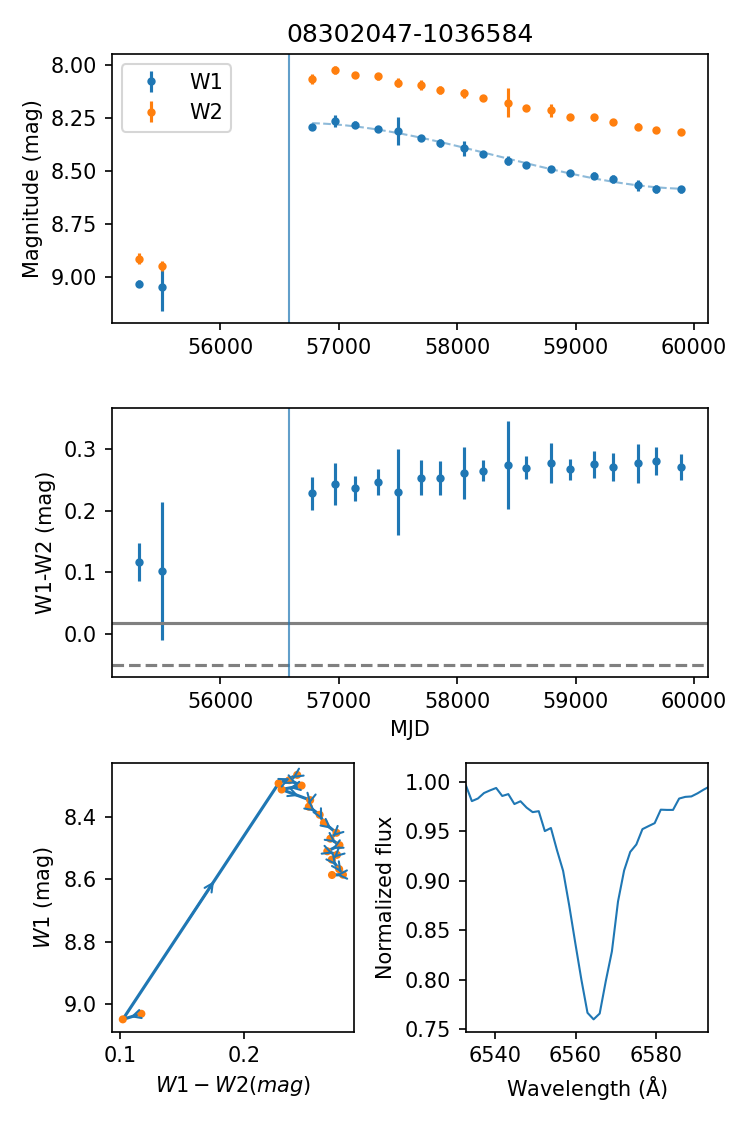 08302047-1036584
W1
W2
Magnitude (mag)
8.00
8.25
8.50
8.75
9.00
56000 57000 58000 59000 60000
W1-W2 (mag)
0.3
0.2
0.1
0.0
56000 57000 58000 59000 60000
MJD
W1 (mag)
8.4
8.6
8.8
9.0
0.1 0.2
W1 − W2(mag)
Normalized flux
1.00
0.95
0.90
0.85
0.80
0.75
6540 6560 6580
Wavelength (Å)